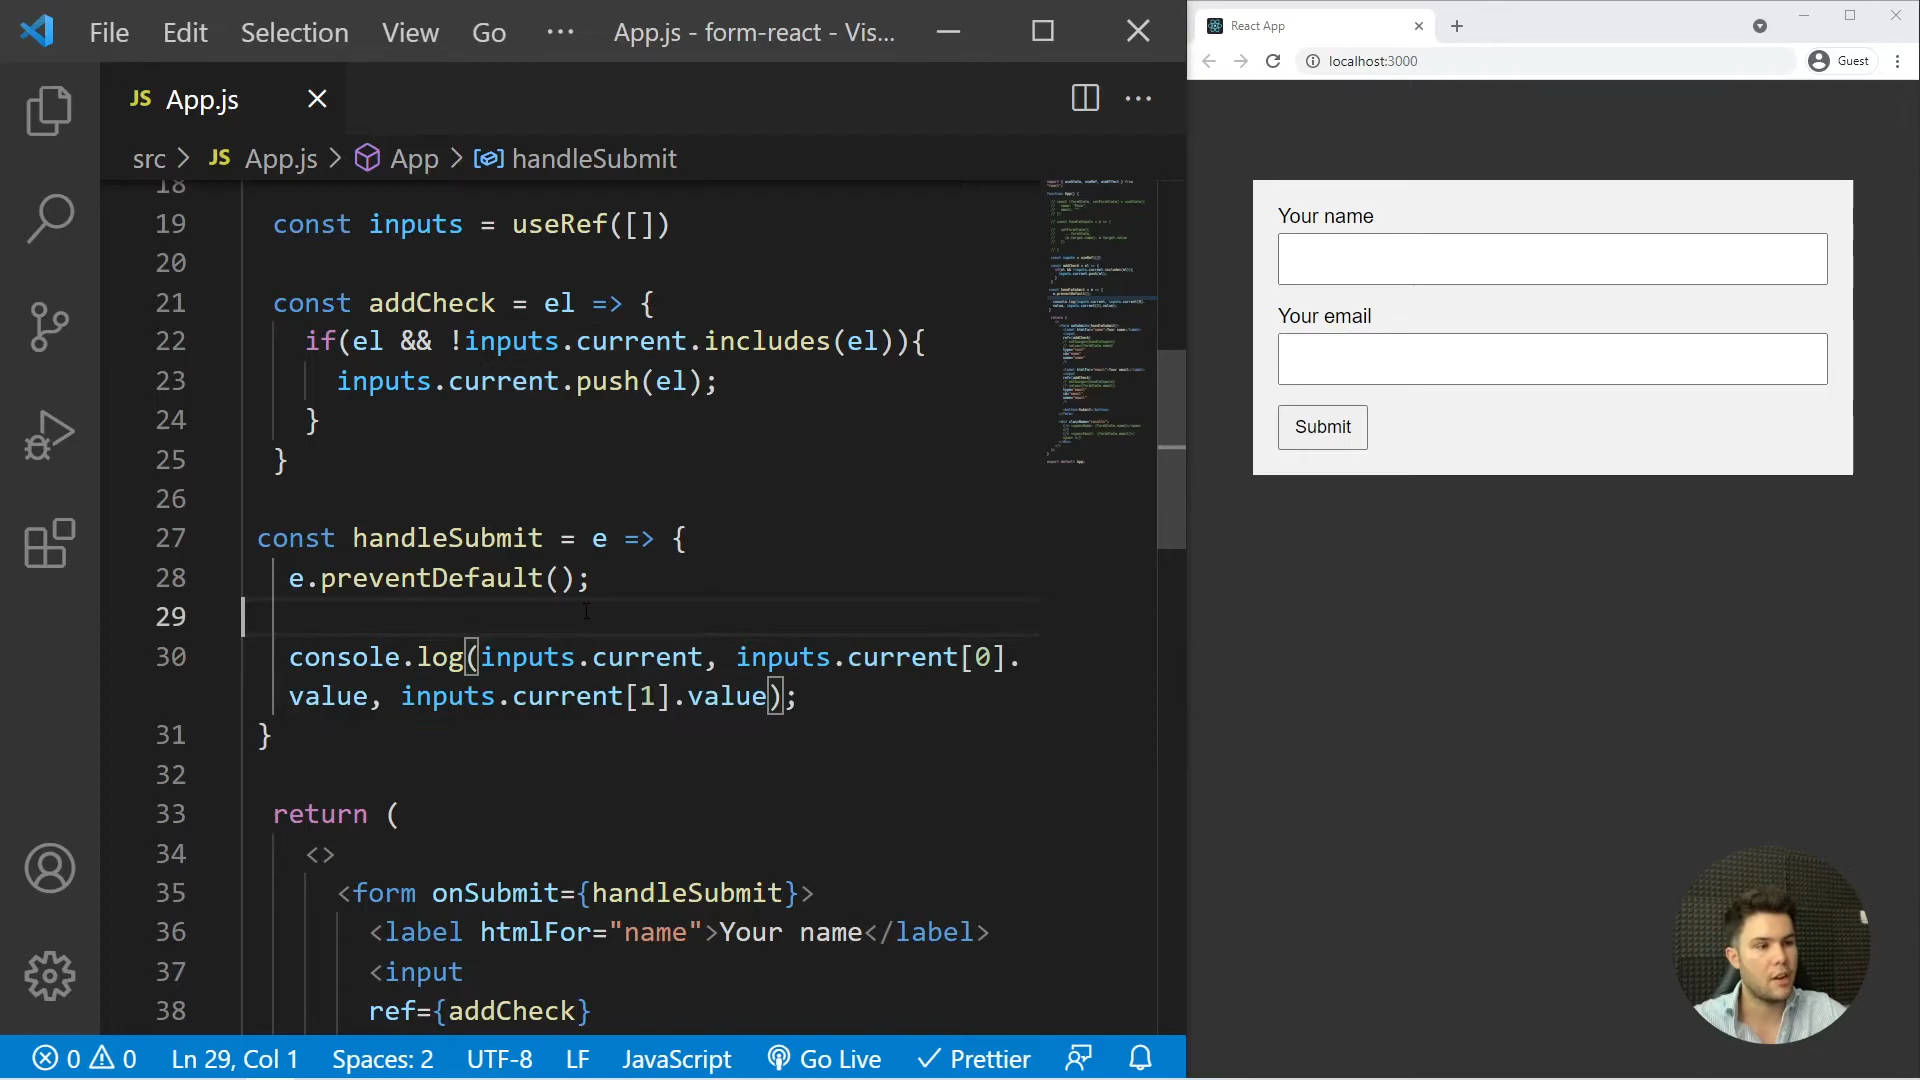 File Edit Selection View Go ··· App.js - form-react - Vis...
JS App.js
src > JS App.js > App > handleSubmit
18
19 const inputs = useRef([])
20
21 const addCheck = el => {
22 if(el && !inputs.current.includes(el)){
23 inputs.current.push(el);
24 }
25 }
26
27 const handleSubmit = e => {
28 e.preventDefault();
29
30 console.log(inputs.current, inputs.current[0].
value, inputs.current[1].value);
31 }
32
33 return (
34 <>
35 <form onSubmit={handleSubmit}>
36 <label htmlFor="name">Your name</label>
37 <input
38 ref={addCheck}
0 0 Ln 29, Col 1 Spaces: 2 UTF-8 LF JavaScript Go Live Prettier
React App
localhost:3000 Guest
Your name
Your email
Submit